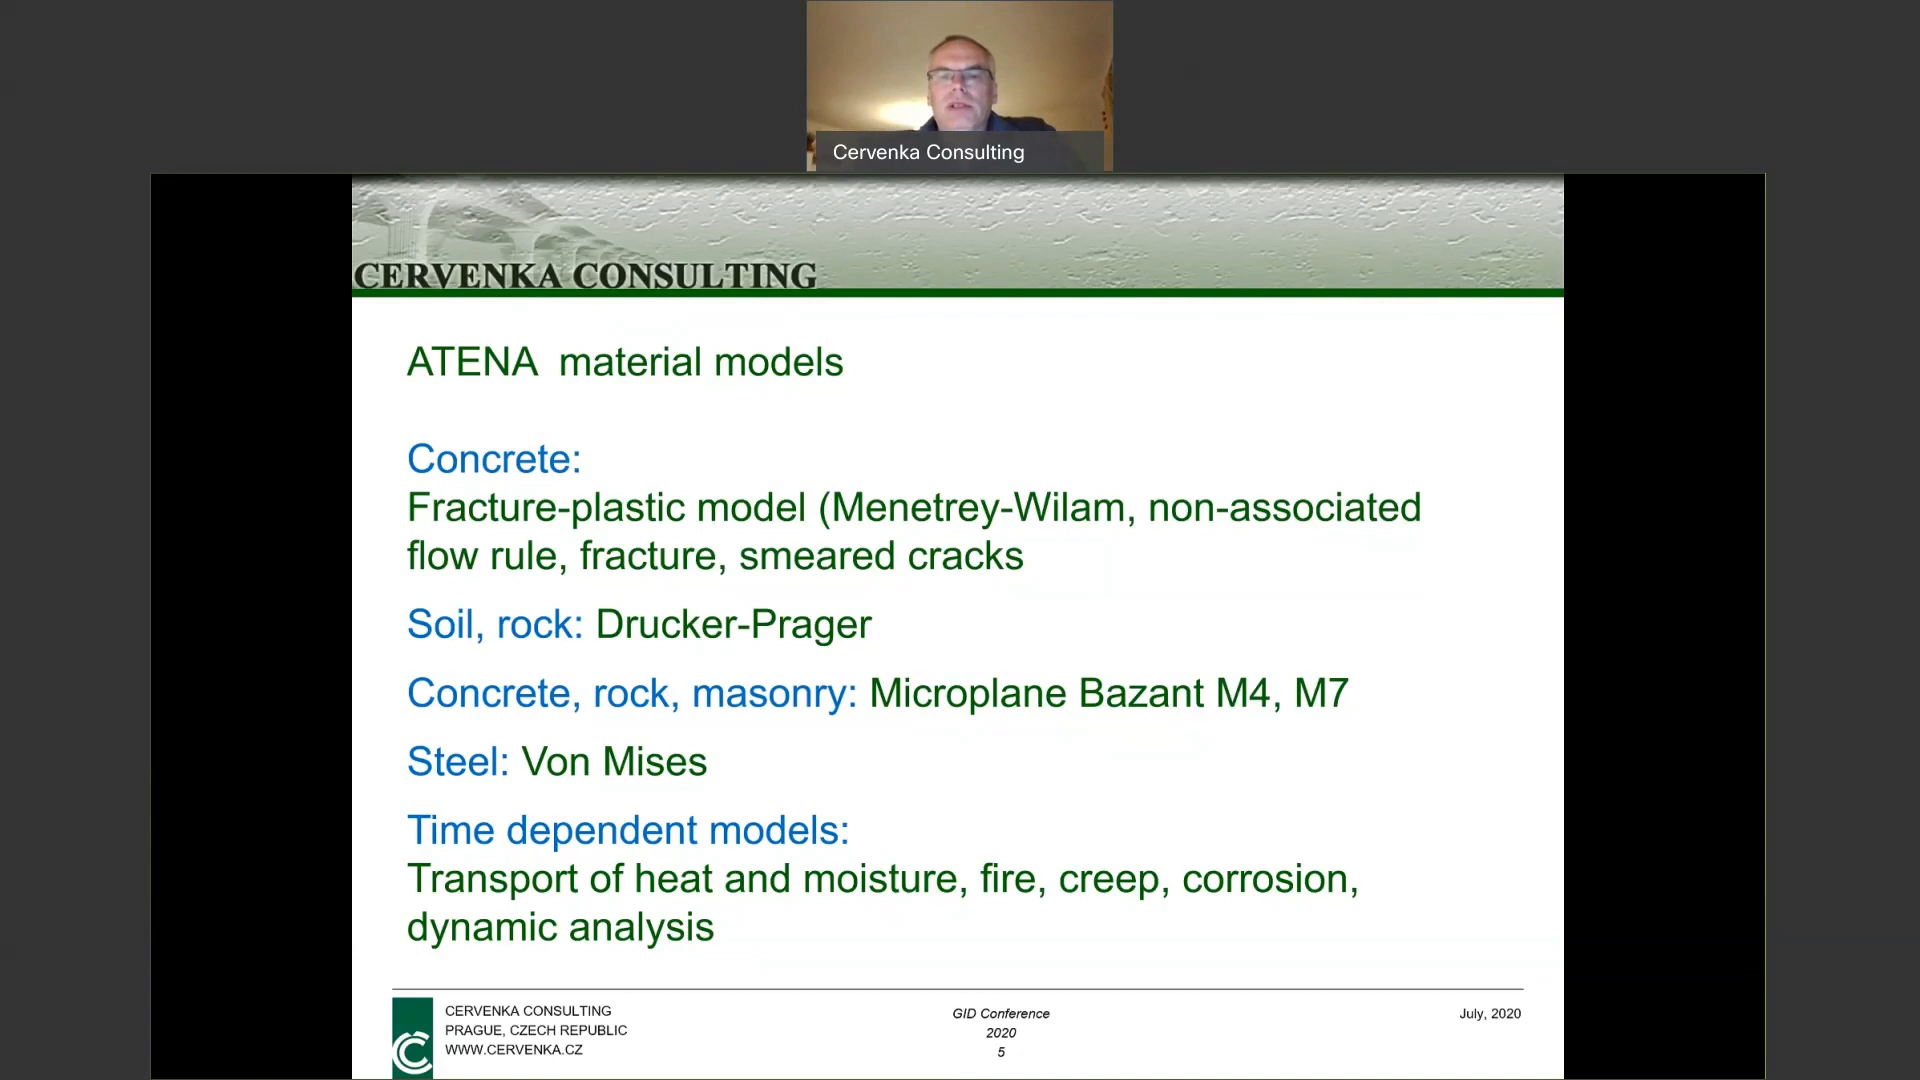 Cervenka Consulting
CERVENKA CONSULTING
ATENA material models
Concrete:
Fracture-plastic model (Menetrey-Wilam, non-associated
flow rule, fracture, smeared cracks
Soil, rock: Drucker-Prager
Concrete, rock, masonry: Microplane Bazant M4, M7
Steel: Von Mises
Time dependent models:
Transport of heat and moisture, fire, creep, corrosion,
dynamic analysis
CERVENKA CONSULTING
PRAGUE, CZECH REPUBLIC
WWW.CERVENKA.CZ
GID Conference
2020
5
July, 2020